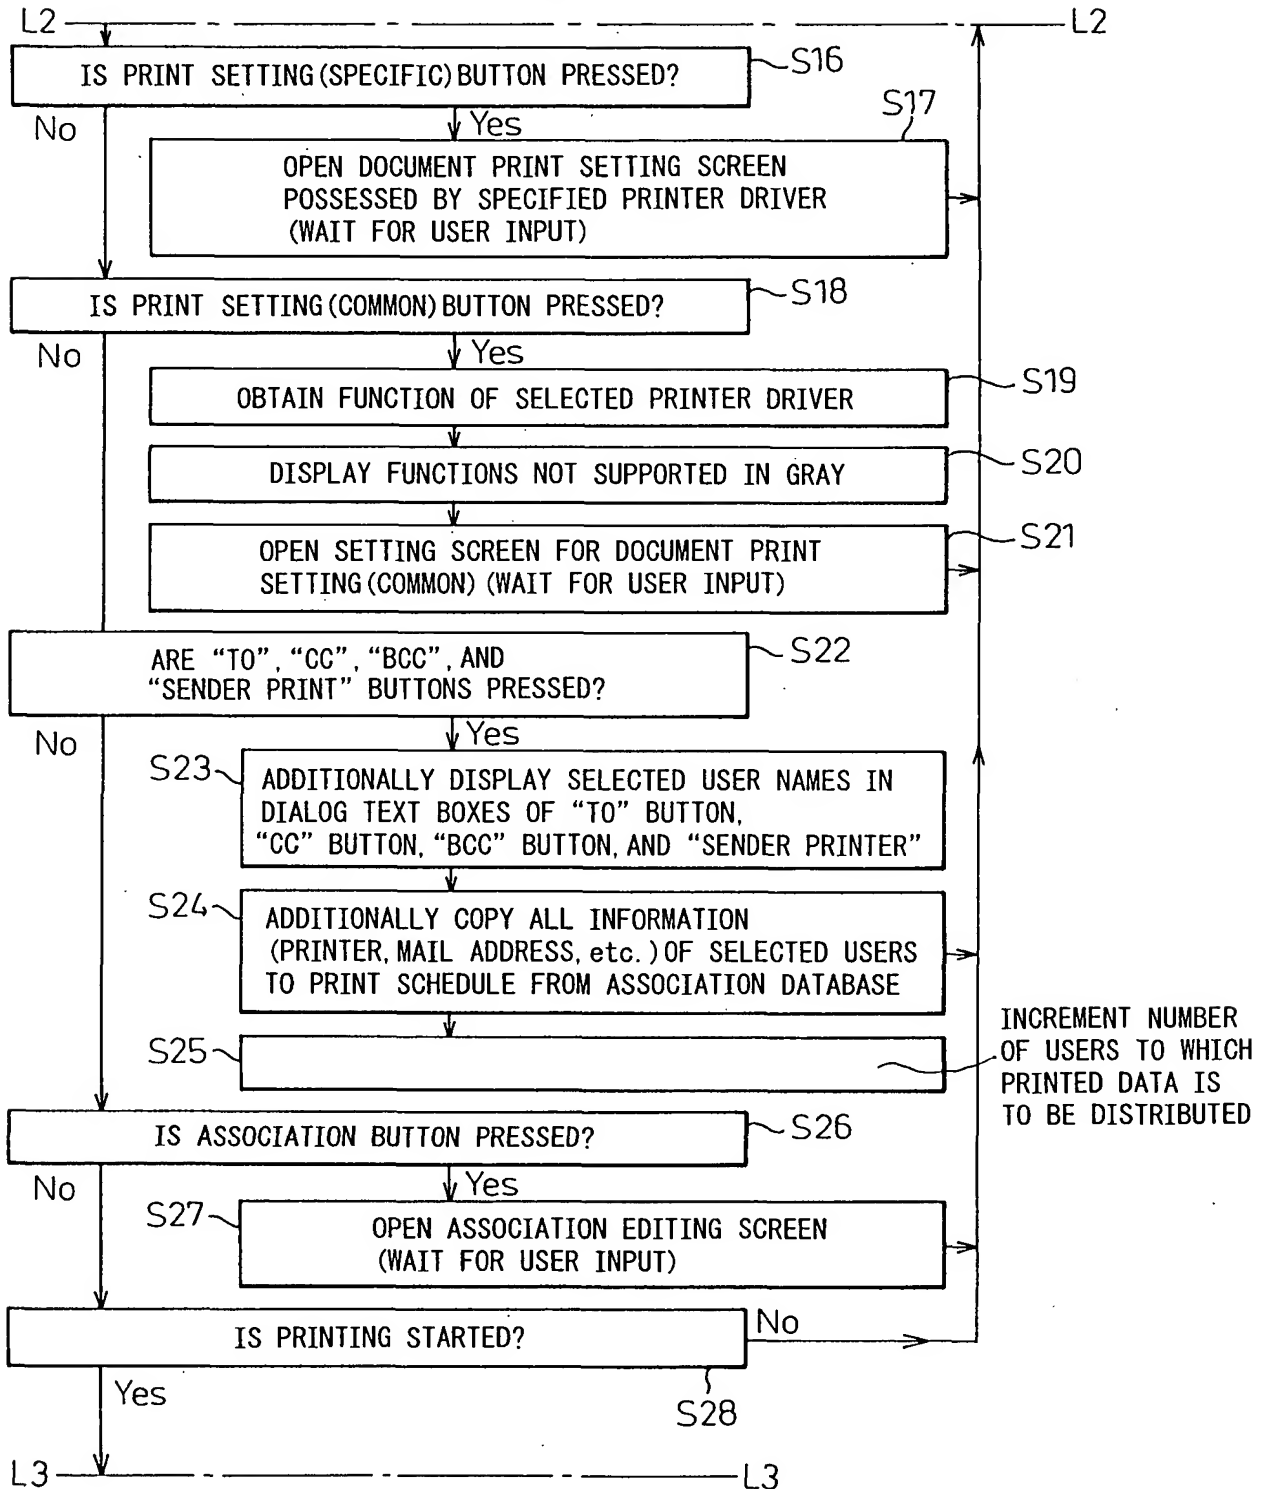 L2
L2
IS PRINT SETTING(SPECIFIC)BUTTON PRESSED?
S16
No
Yes
S17
OPEN DOCUMENT PRINT SETTING SCREEN
POSSESSED BY SPECIFIED PRINTER DRIVER
(WAIT FOR USER INPUT)
IS PRINT SETTING(COMMON)BUTTON PRESSED?
S18
No
Yes
OBTAIN FUNCTION OF SELECTED PRINTER DRIVER
S19
DISPLAY FUNCTIONS NOT SUPPORTED IN GRAY
S20
OPEN SETTING SCREEN FOR DOCUMENT PRINT
SETTING(COMMON)(WAIT FOR USER INPUT)
S21
ARE “TO”, “CC”, “BCC”, AND
“SENDER PRINT” BUTTONS PRESSED?
S22
No
Yes
S23
ADDITIONALLY DISPLAY SELECTED USER NAMES IN
DIALOG TEXT BOXES OF “TO” BUTTON,
“CC” BUTTON, “BCC” BUTTON, AND “SENDER PRINTER”
S24
ADDITIONALLY COPY ALL INFORMATION
(PRINTER, MAIL ADDRESS, etc.)OF SELECTED USERS
TO PRINT SCHEDULE FROM ASSOCIATION DATABASE
S25
INCREMENT NUMBER
OF USERS TO WHICH
PRINTED DATA IS
TO BE DISTRIBUTED
IS ASSOCIATION BUTTON PRESSED?
S26
No
Yes
S27
OPEN ASSOCIATION EDITING SCREEN
(WAIT FOR USER INPUT)
IS PRINTING STARTED?
No
Yes
S28
L3
L3